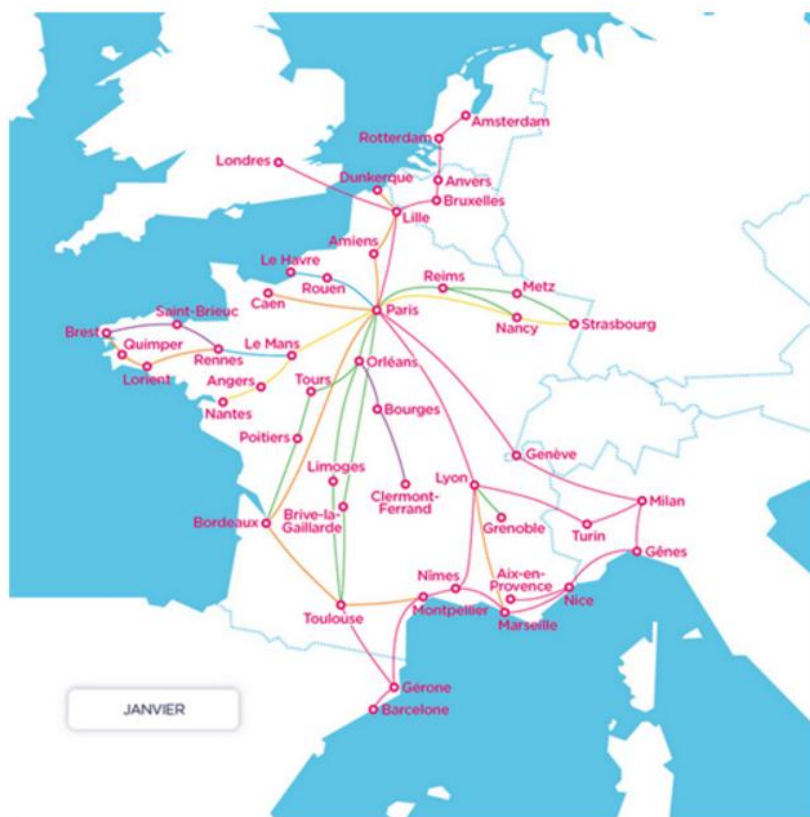 Amsterdam
Rotterdam
Londres
Dunkerque
Anvers
Bruxelles
Lille
Amiens
Le Havre
Rouen
Reims
Metz
Caen
Paris
Saint-Brieuc
Nancy
Strasbourg
Brest
Quimper
Le Mans
Rennes
Lorient
Orléans
Tours
Angers
Nantes
Bourges
Poitiers
Genève
Limoges
Lyon
Clermont-
Ferrand
Milan
Brive-la-
Gaillarde
Bordeaux
Grenoble
Turin
Gênes
Nîmes
Aix-en-
Provence
Nice
Montpellier
Toulouse
Marseille
Gérone
Barcelone
JANVIER